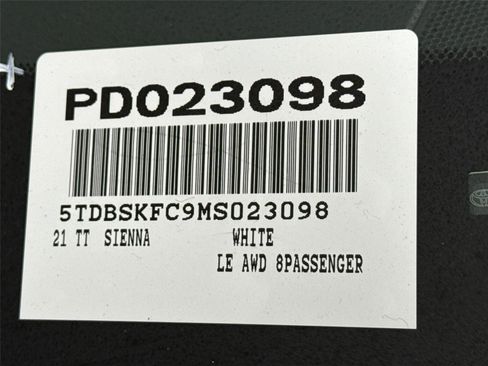 PD023098
5TDBSKFC9MS023098
21 TT SIENNA WHITE
LE AWD 8PASSENGER